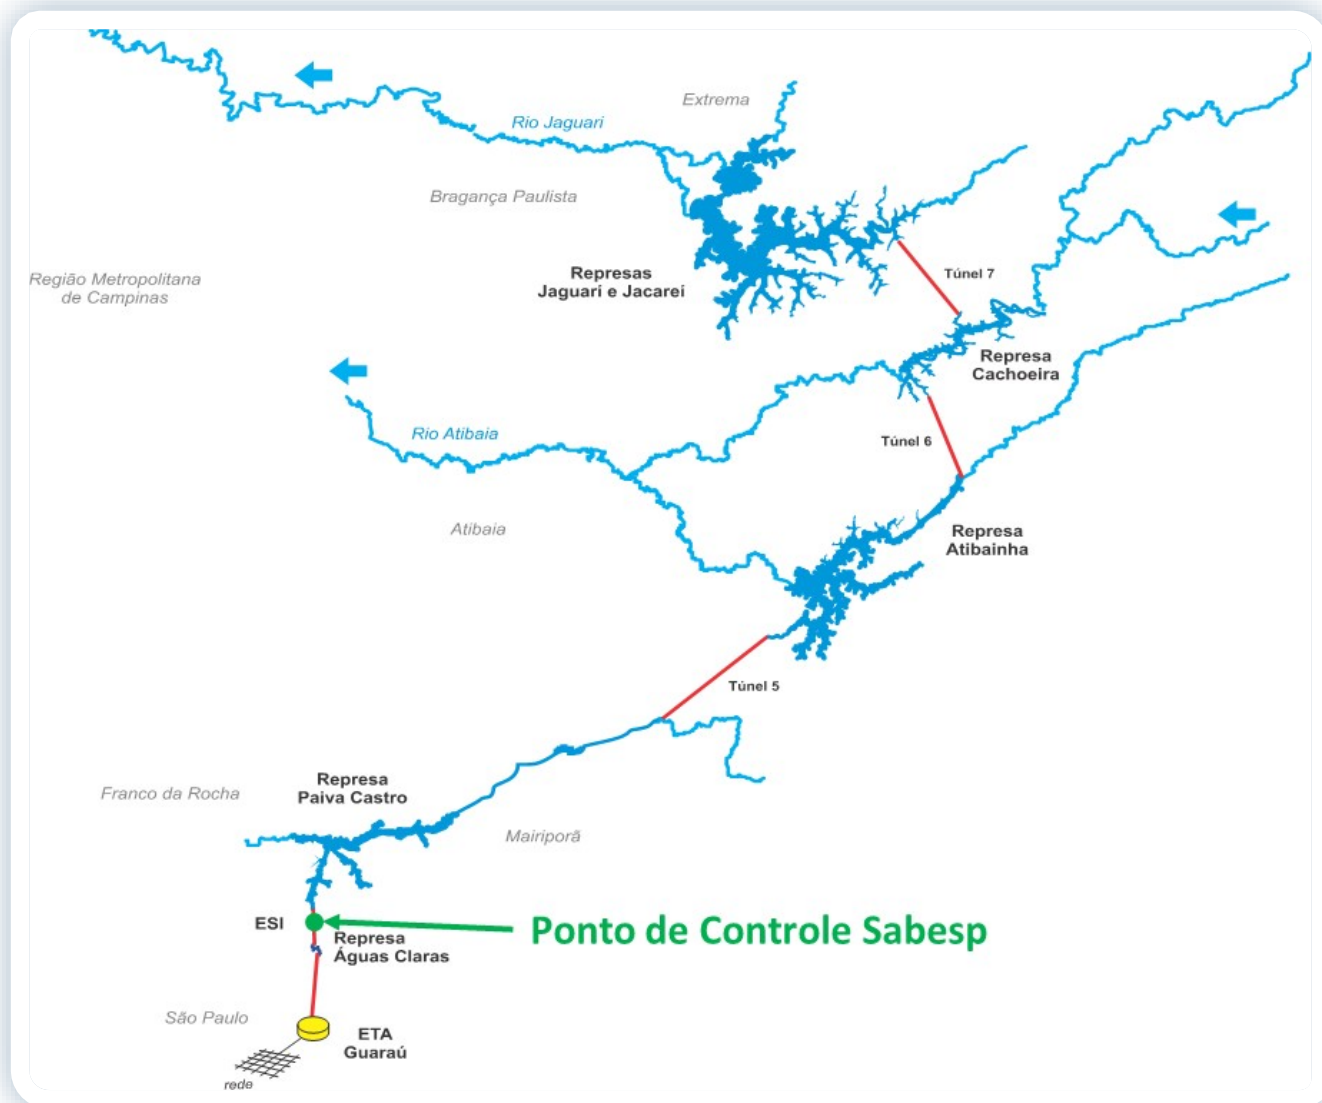 Extrema
Rio Jaguari
Bragança Paulista
Região Metropolitana
de Campinas
Represas
Jaguari e Jacareí
Túnel 7
Represa
Cachoeira
Rio Atibaia
Túnel 6
Atibaia
Represa
Atibainha
Túnel 5
Represa
Paiva Castro
Franco da Rocha
Mairiporã
ESI
Ponto de Controle Sabesp
Represa
Águas Claras
São Paulo
ETA
Guaraú
rede